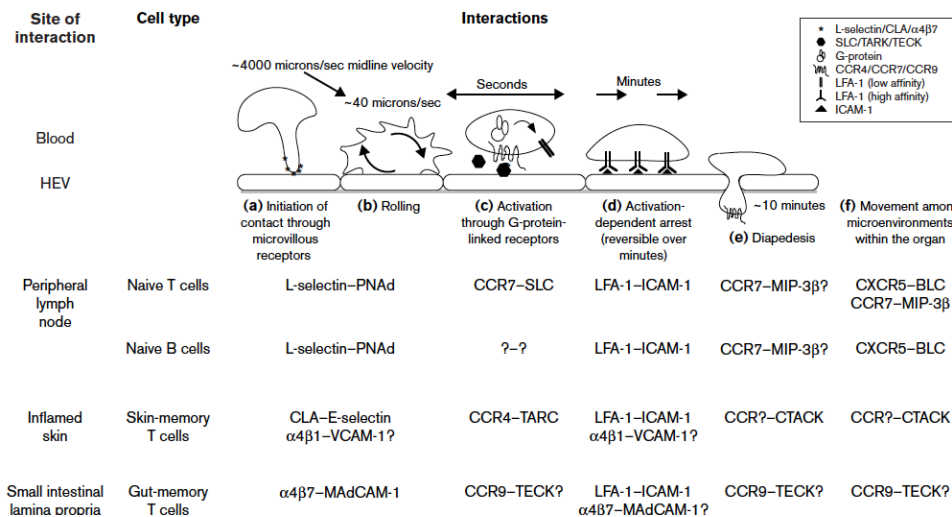 Site of interaction
Cell type
Interactions
* L-selectin/CLA/α4β7
SLC/TARK/TECK
G-protein
CCR4/CCR7/CCR9
LFA-1 (low affinity)
LFA-1 (high affinity)
ICAM-1
~4000 microns/sec midline velocity
~40 microns/sec
Seconds
Minutes
Blood
HEV
(a) Initiation of
contact through
microvillous
receptors
(b) Rolling
(c) Activation
through G-protein-
linked receptors
(d) Activation-
dependent arrest
(reversible over
minutes)
~10 minutes
(e) Diapedesis
(f) Movement among
microenvironments
within the organ
Peripheral
lymph
node
Naive T cells
L-selectin–PNAd
CCR7–SLC
LFA-1–ICAM-1
CCR7–MIP-3β?
CXCR5–BLC
CCR7–MIP-3β
Naive B cells
L-selectin–PNAd
?–?
LFA-1–ICAM-1
CCR7–MIP-3β?
CXCR5–BLC
Inflamed
skin
Skin-memory
T cells
CLA–E-selectin
α4β1–VCAM-1?
CCR4–TARC
LFA-1–ICAM-1
α4β1–VCAM-1?
CCR?–CTACK
CCR?–CTACK
Small intestinal
lamina propria
Gut-memory
T cells
α4β7–MAdCAM-1
CCR9–TECK?
LFA-1–ICAM-1
α4β7–MAdCAM-1?
CCR9–TECK?
CCR9–TECK?